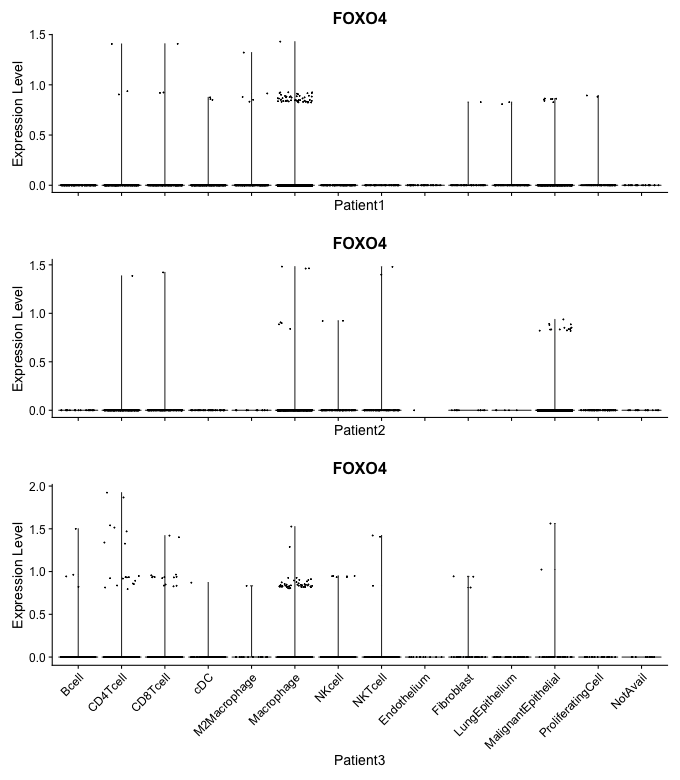 FOXO4
1.5
1.0
0.5
0.0
Expression Level
Patient1
FOXO4
1.5
1.0
0.5
0.0
Expression Level
Patient2
FOXO4
2.0
1.5
1.0
0.5
0.0
Expression Level
Bcell
CD4Tcell
CD8Tcell
cDC
M2Macrophage
Macrophage
NKcell
NKTcell
Endothelium
Fibroblast
LungEpithelium
MalignantEpithelial
ProliferatingCell
NotAvail
Patient3